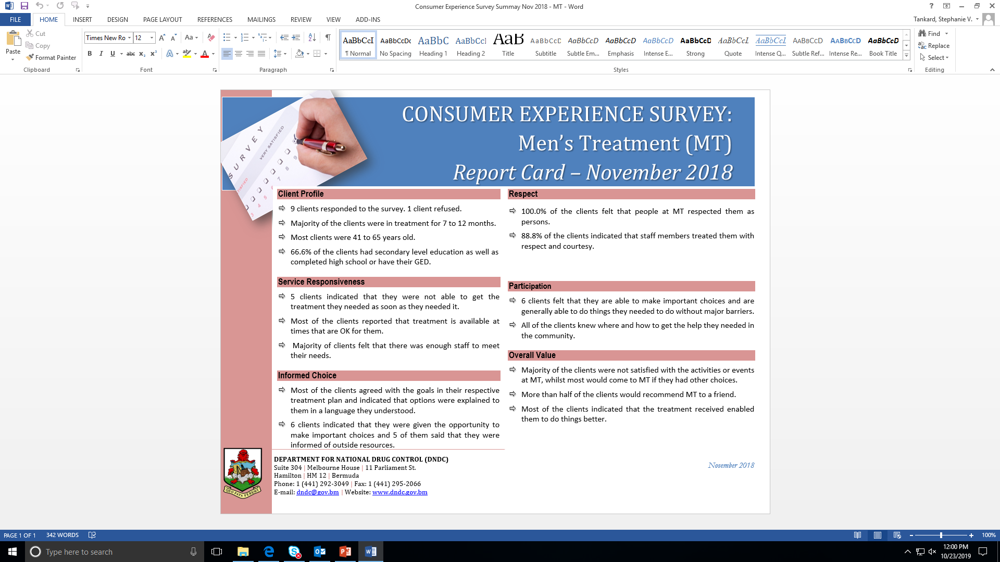 Consumer Experience Survey Summay Nov 2018 - MT - Word
FILE HOME INSERT DESIGN PAGE LAYOUT REFERENCES MAILINGS REVIEW VIEW ADD-INS
Tankard, Stephanie V.
Paste
Cut
Copy
Format Painter
Clipboard
Times New Ro 12
Font
Paragraph
AaBbCcI AaBbCcDc AaBbC AaBbCcI AaB AaBbCcD AaBbCcD AaBbCcD AaBbCcD AaBbCcD AaBbCcL AaBbCcI AaBbCcD AaBbCcD AaBbCcD
¶ Normal No Spacing Heading 1 Heading 2 Title Subtitle Subtle Em... Emphasis Intense E... Strong Quote Intense Q... Subtle Ref... Intense Re... Book Title
Styles
Find
Replace
Select
Editing
CONSUMER EXPERIENCE SURVEY:
Men's Treatment (MT)
Report Card – November 2018
SURVEY
VERY SATISFIED
Client Profile
9 clients responded to the survey. 1 client refused.
Majority of the clients were in treatment for 7 to 12 months.
Most clients were 41 to 65 years old.
66.6% of the clients had secondary level education as well as
completed high school or have their GED.
Service Responsiveness
5 clients indicated that they were not able to get the
treatment they needed as soon as they needed it.
Most of the clients reported that treatment is available at
times that are OK for them.
Majority of clients felt that there was enough staff to meet
their needs.
Informed Choice
Most of the clients agreed with the goals in their respective
treatment plan and indicated that options were explained to
them in a language they understood.
6 clients indicated that they were given the opportunity to
make important choices and 5 of them said that they were
informed of outside resources.
Respect
100.0% of the clients felt that people at MT respected them as
persons.
88.8% of the clients indicated that staff members treated them with
respect and courtesy.
Participation
6 clients felt that they are able to make important choices and are
generally able to do things they needed to do without major barriers.
All of the clients knew where and how to get the help they needed in
the community.
Overall Value
Majority of the clients were not satisfied with the activities or events
at MT, whilst most would come to MT if they had other choices.
More than half of the clients would recommend MT to a friend.
Most of the clients indicated that the treatment received enabled
them to do things better.
QUO FATA FERUNT
DEPARTMENT FOR NATIONAL DRUG CONTROL (DNDC)
Suite 304 | Melbourne House | 11 Parliament St.
Hamilton | HM 12 | Bermuda
Phone: 1 (441) 292-3049 | Fax: 1 (441) 295-2066
E-mail: dndc@gov.bm | Website: www.dndc.gov.bm
November 2018
PAGE 1 OF 1 342 WORDS
100%
Type here to search
12:00 PM
10/23/2019